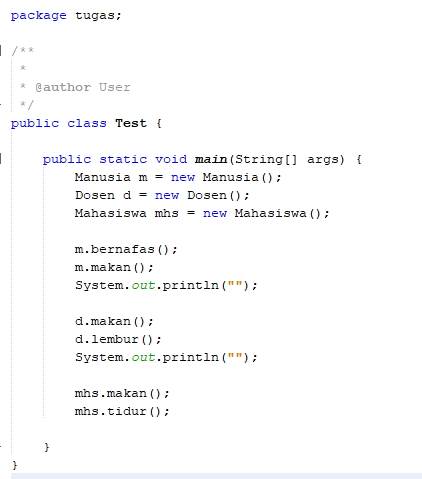 package tugas;
/**
 *
 * @author User
 */
public class Test {
    public static void main(String[] args) {
        Manusia m = new Manusia();
        Dosen d = new Dosen();
        Mahasiswa mhs = new Mahasiswa();
        m.bernafas();
        m.makan();
        System.out.println("");
        d.makan();
        d.lembur();
        System.out.println("");
        mhs.makan();
        mhs.tidur();
    }
}